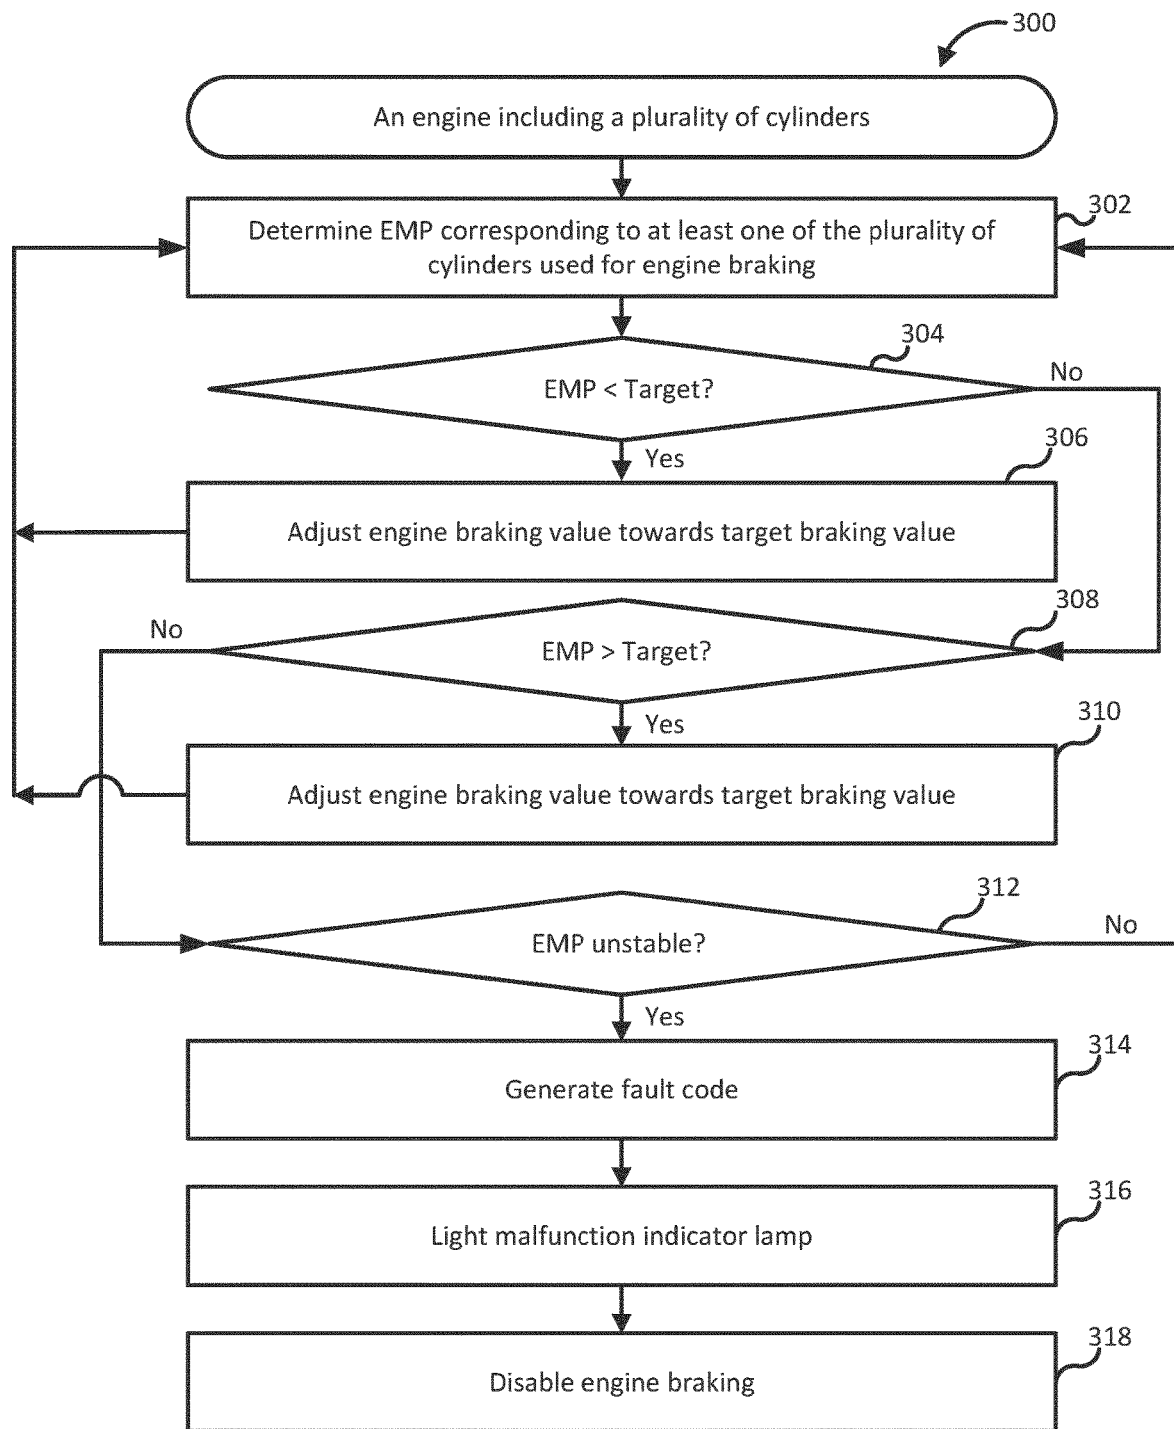 300
An engine including a plurality of cylinders
302
Determine EMP corresponding to at least one of the plurality of
cylinders used for engine braking
304
EMP < Target?
No
Yes
306
Adjust engine braking value towards target braking value
308
No
EMP > Target?
Yes
310
Adjust engine braking value towards target braking value
312
EMP unstable?
No
Yes
314
Generate fault code
316
Light malfunction indicator lamp
318
Disable engine braking